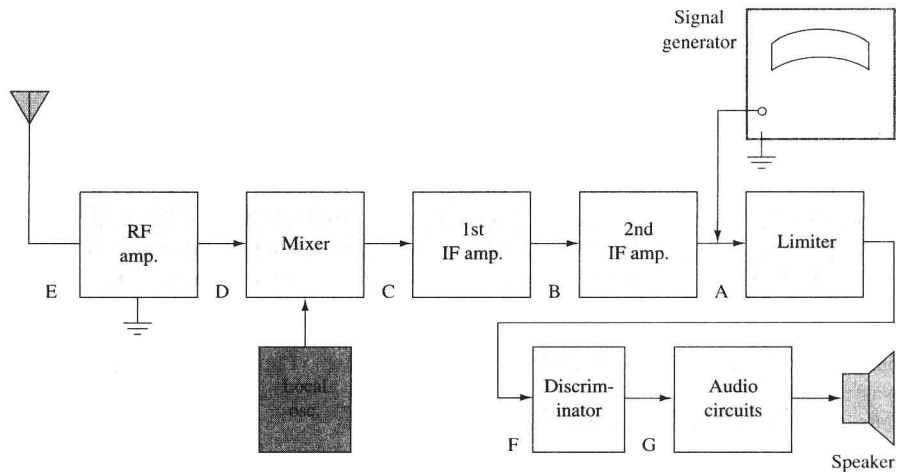 Signal
generator
RF
amp.
Mixer
1st
IF amp.
2nd
IF amp.
Limiter
E
D
C
B
A
Local
osc.
Discrim-
inator
Audio
circuits
F
G
Speaker